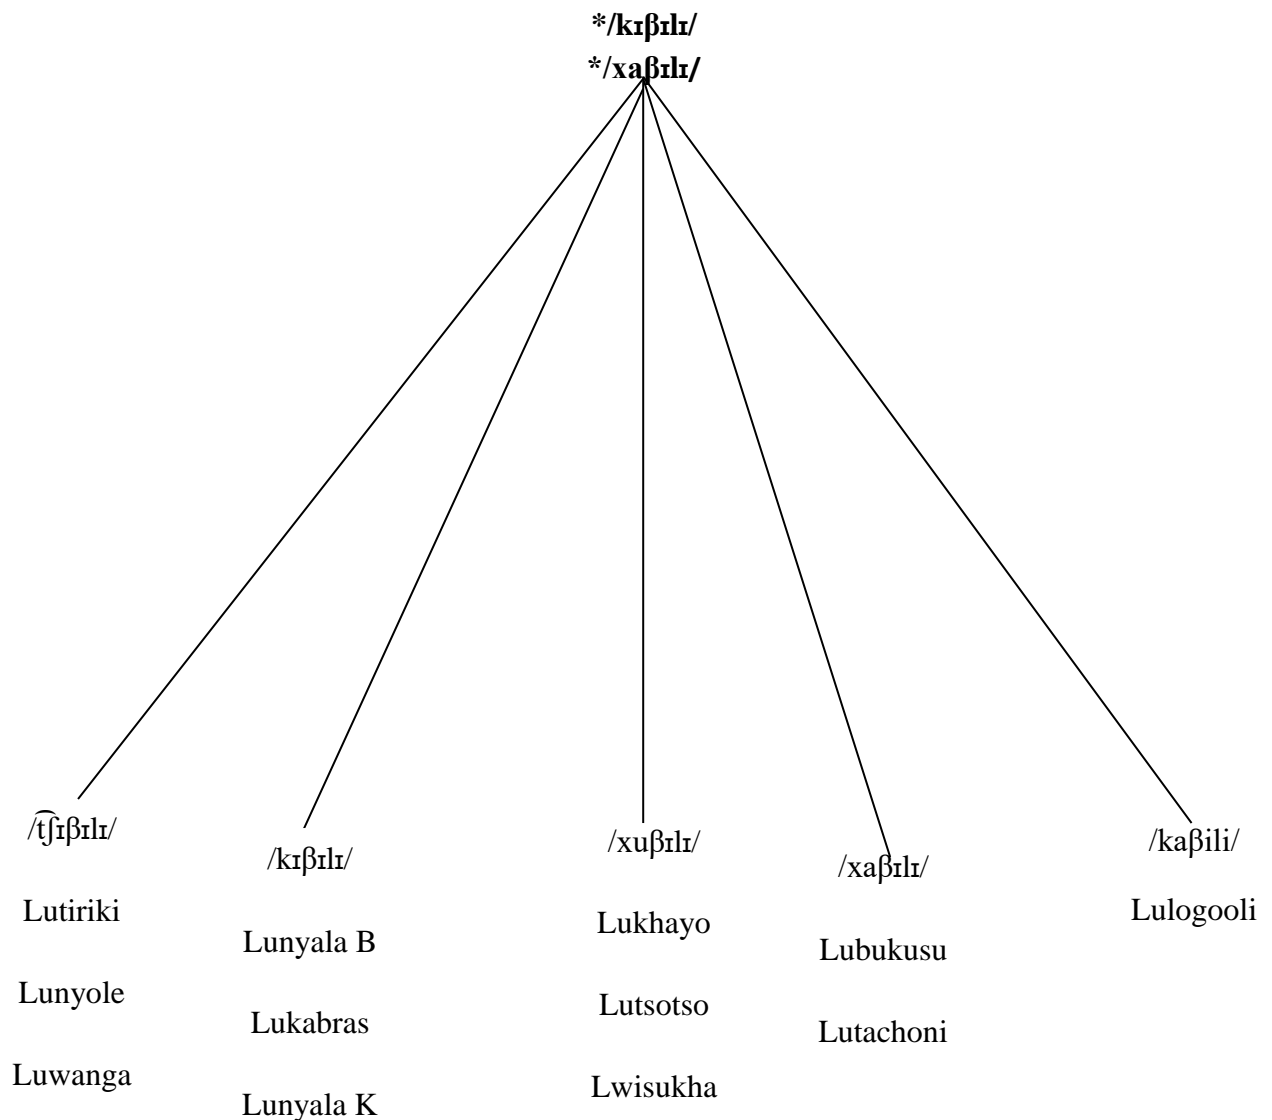 */kɪβɪlɪ/
*/xaβɪlɪ/
/t͡ʃɪβɪlɪ/
Lutiriki
Lunyole
Luwanga
/kɪβɪlɪ/
Lunyala B
Lukabras
Lunyala K
/xuβɪlɪ/
Lukhayo
Lutsotso
Lwisukha
/xaβɪlɪ/
Lubukusu
Lutachoni
/kaβili/
Lulogooli